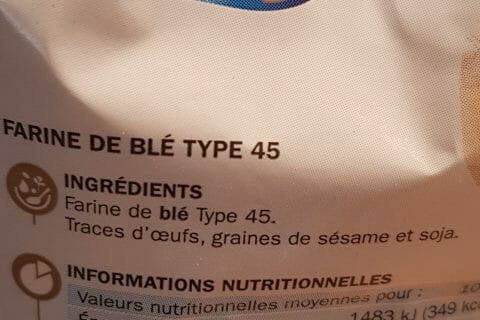 FARINE DE BLÉ TYPE 45
INGRÉDIENTS
Farine de blé Type 45.
Traces d'œufs, graines de sésame et soja.
INFORMATIONS NUTRITIONNELLES
Valeurs nutritionnelles moyennes pour :
1483 kJ (349 kc